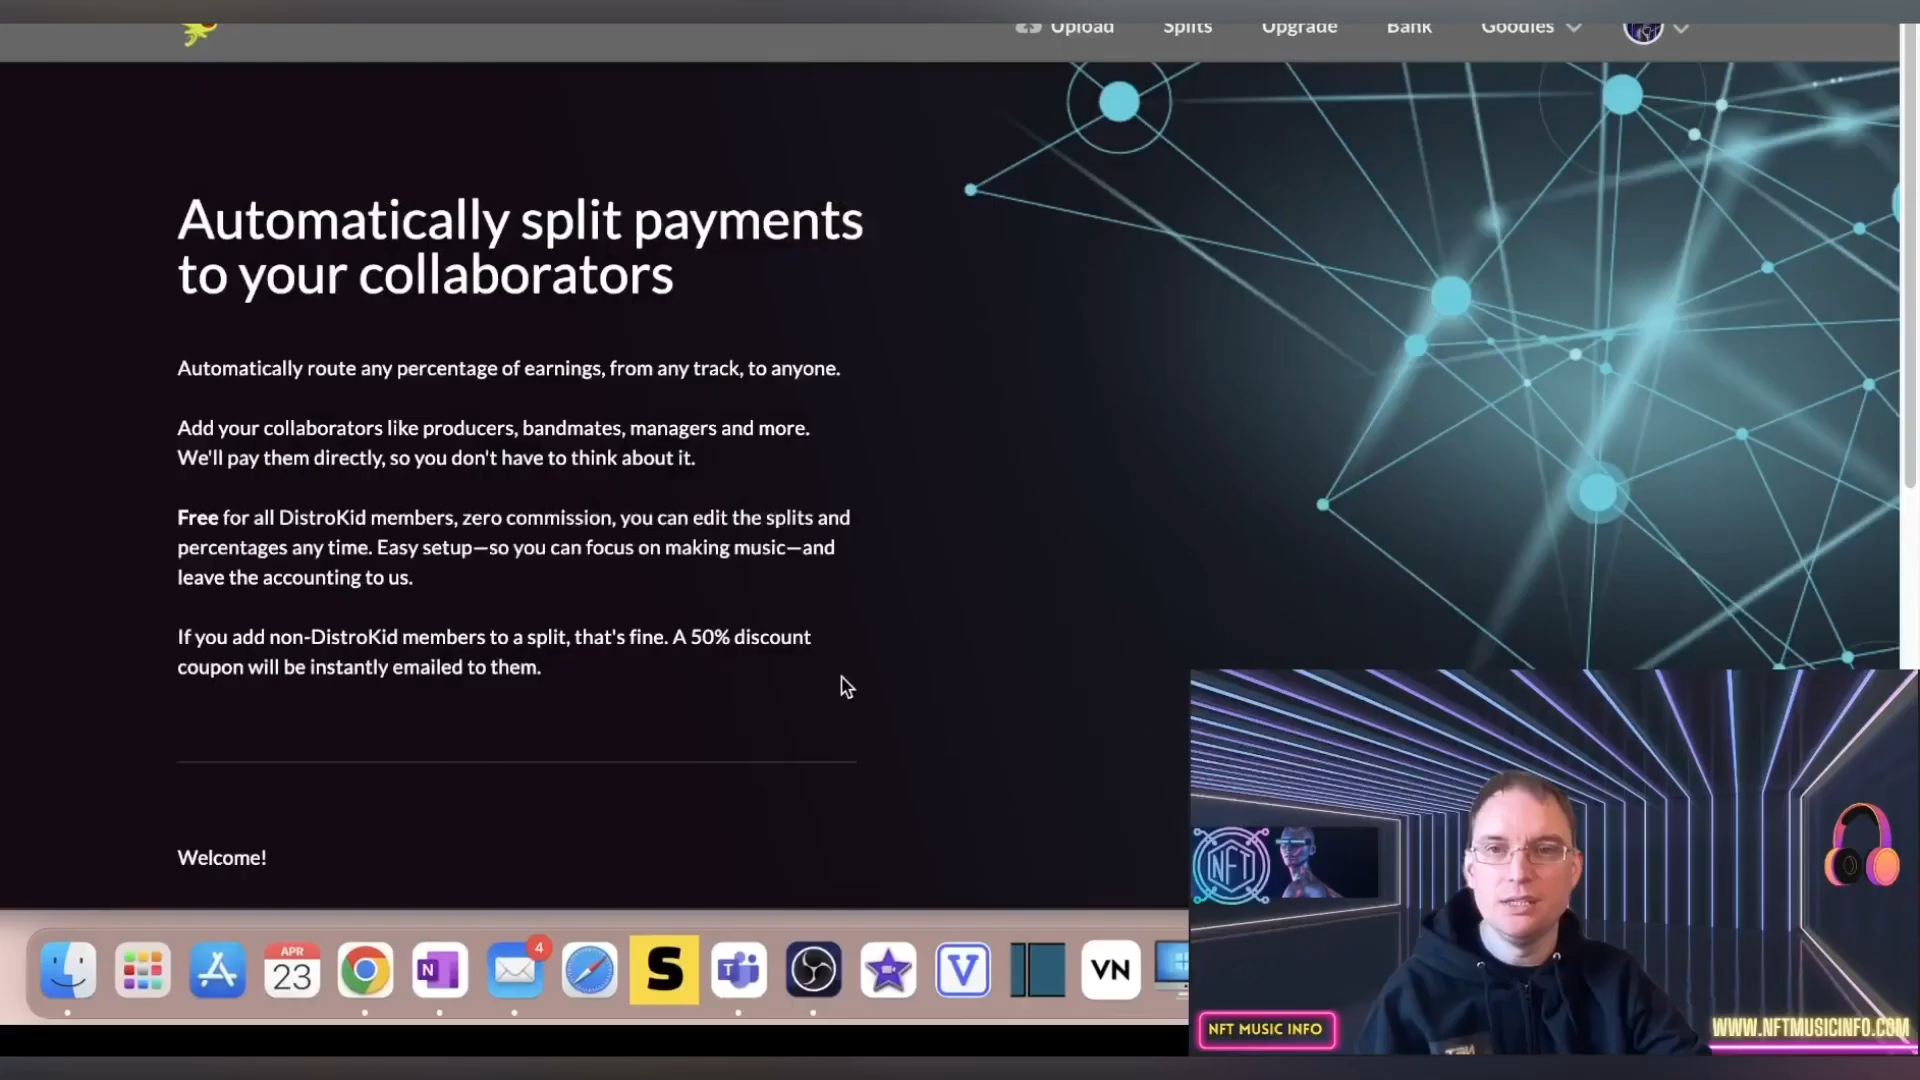 Upload Splits Upgrade Bank Goodies
Automatically split payments
to your collaborators
Automatically route any percentage of earnings, from any track, to anyone.
Add your collaborators like producers, bandmates, managers and more.
We'll pay them directly, so you don't have to think about it.
Free for all DistroKid members, zero commission, you can edit the splits and
percentages any time. Easy setup—so you can focus on making music—and
leave the accounting to us.
If you add non-DistroKid members to a split, that's fine. A 50% discount
coupon will be instantly emailed to them.
Welcome!
NFT
APR
23
N
4
S
T
V
VN
NFT MUSIC INFO
WWW.NFTMUSICINFO.COM